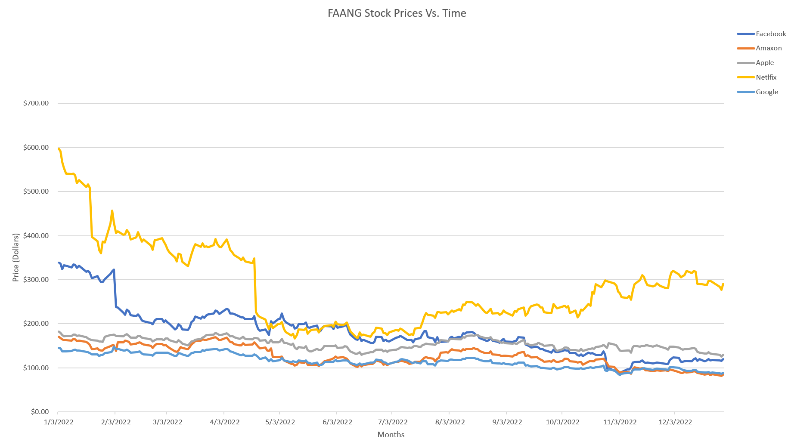 FAANG Stock Prices Vs. Time
Facebook
Amaxon
Apple
Netflix
Google
$700.00
$600.00
$500.00
$400.00
$300.00
$200.00
$100.00
$0.00
Price (Dollars)
1/3/2022
2/3/2022
3/3/2022
4/3/2022
5/3/2022
6/3/2022
7/3/2022
8/3/2022
9/3/2022
10/3/2022
11/3/2022
12/3/2022
Months